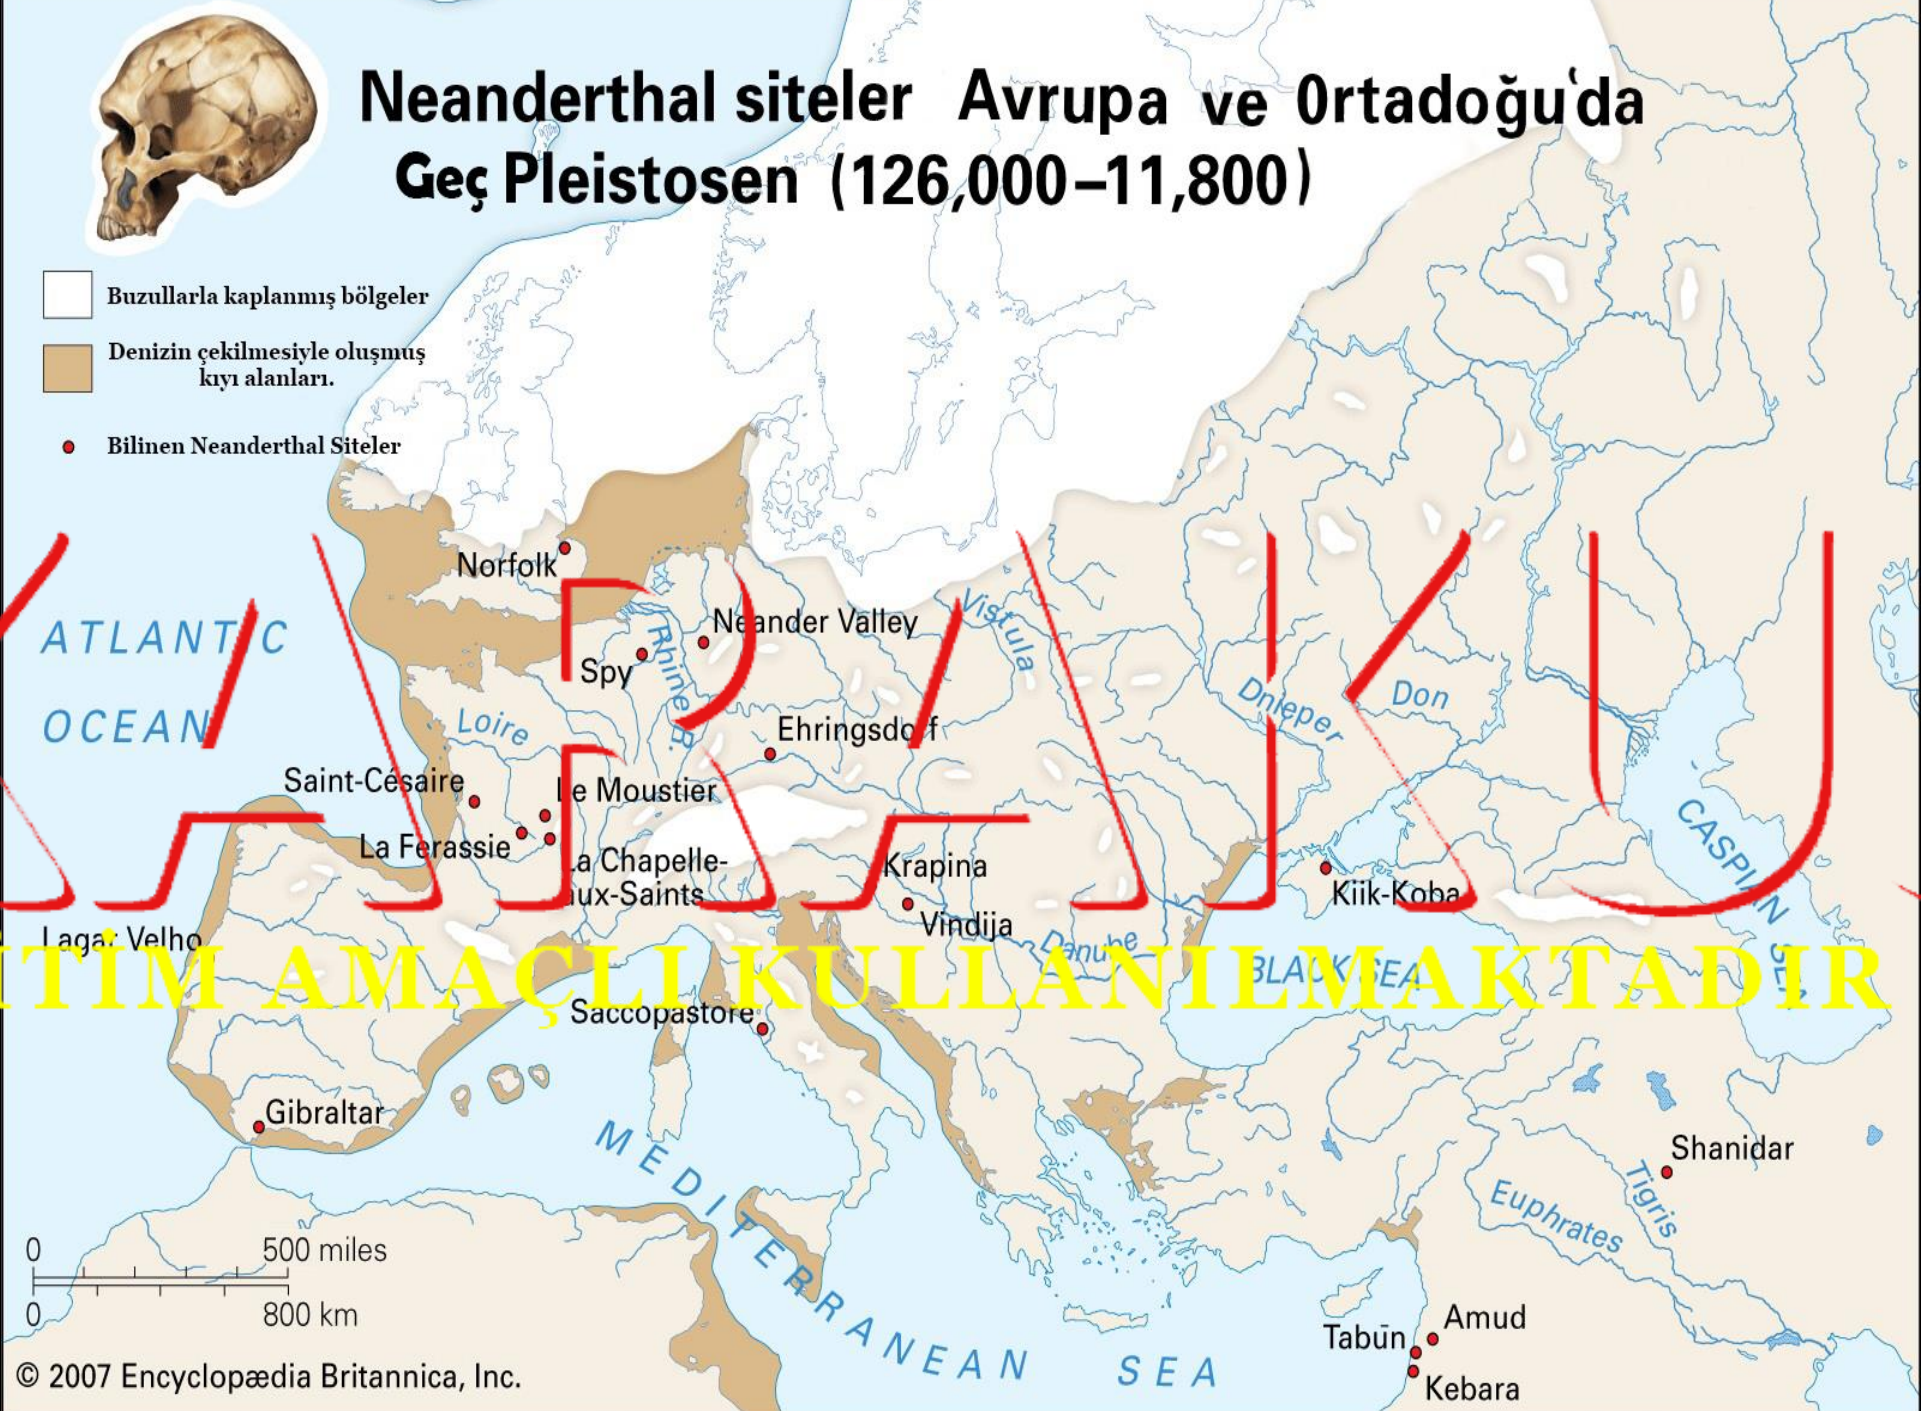 Neanderthal siteler Avrupa ve Ortadoğu'da
Geç Pleistosen (126,000–11,800)
Buzullarla kaplanmış bölgeler
Denizin çekilmesiyle oluşmuş
kıyı alanları.
Bilinen Neanderthal Siteler
Norfolk
Neander Valley
Spy
Rhine R.
Vistula
ATLANTIC
OCEAN
Loire
Ehringsdorf
Dnieper
Don
Saint-Césaire
Le Moustier
La Ferassie
La Chapelle-
aux-Saints
Krapina
Vindija
Kiik-Koba
CASPIAN SEA
KARAKU
Lagar Velho
Danube
BLACK SEA
İTİM AMAÇLI KULLANILMAKTADIR
Saccopastore
Gibraltar
MEDITERRANEAN SEA
Shanidar
Tigris
Euphrates
0 500 miles
0 800 km
Amud
Tabūn
Kebara
© 2007 Encyclopædia Britannica, Inc.